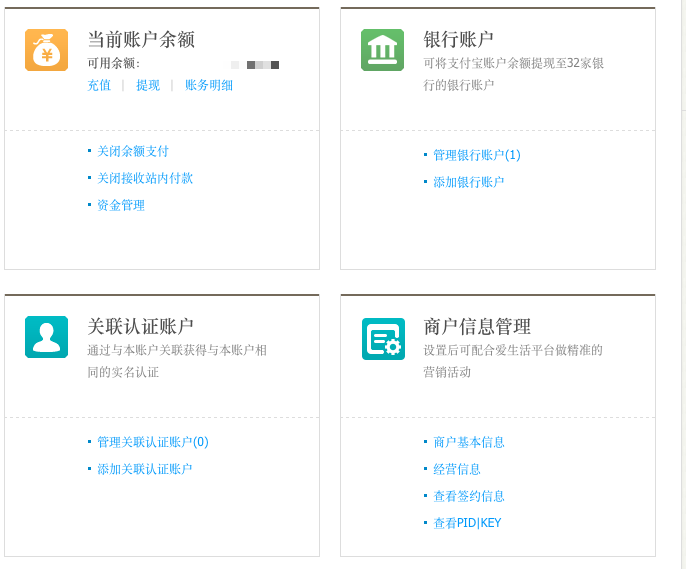 当前账户余额
可用余额:
充值 | 提现 | 账务明细
关闭余额支付
关闭接收站内付款
资金管理
银行账户
可将支付宝账户余额提现至32家银
行的银行账户
管理银行账户(1)
添加银行账户
关联认证账户
通过与本账户关联获得与本账户相
同的实名认证
管理关联认证账户(0)
添加关联认证账户
商户信息管理
设置后可配合爱生活平台做精准的
营销活动
商户基本信息
经营信息
查看签约信息
查看PID|KEY